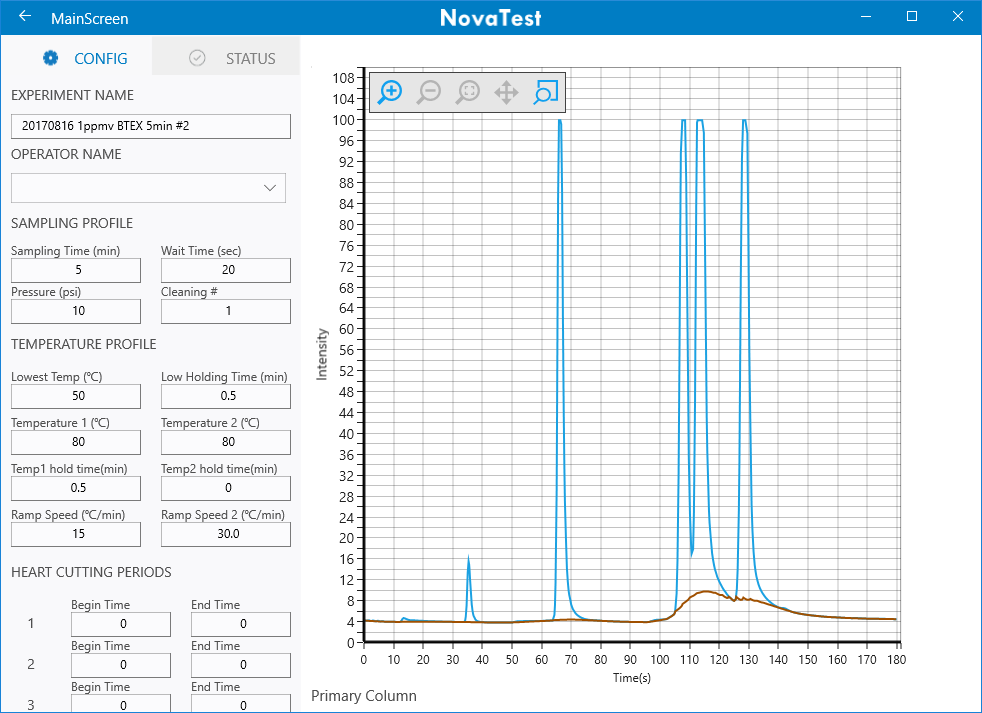 MainScreen
NovaTest
CONFIG
STATUS
EXPERIMENT NAME
20170816 1ppmv BTEX 5min #2
OPERATOR NAME
SAMPLING PROFILE
Sampling Time (min) Wait Time (sec)
5 20
Pressure (psi) Cleaning #
10 1
TEMPERATURE PROFILE
Lowest Temp (℃) Low Holding Time (min)
50 0.5
Temperature 1 (℃) Temperature 2 (℃)
80 80
Temp1 hold time(min) Temp2 hold time(min)
0.5 0
Ramp Speed (℃/min) Ramp Speed 2 (℃/min)
15 30.0
HEART CUTTING PERIODS
Begin Time End Time
1 0 0
Begin Time End Time
2 0 0
Begin Time End Time
3 0 0
108
104
100
96
92
88
84
80
76
72
68
64
60
56
52
48
44
40
36
32
28
24
20
16
12
8
4
0
Intensity
0 10 20 30 40 50 60 70 80 90 100 110 120 130 140 150 160 170 180
Time(s)
Primary Column